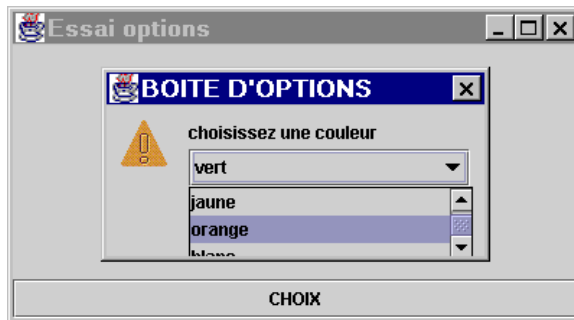 Essai options
BOITE D'OPTIONS
choisissez une couleur
vert
jaune
orange
CHOIX